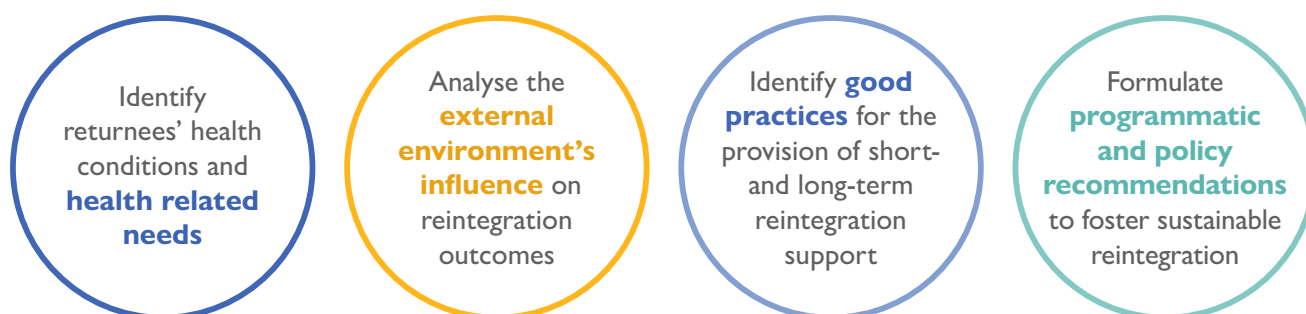 Identify
returnees' health
conditions and
health related
needs
Analyse the
external
environment's
influence on
reintegration
outcomes
Identify good
practices for the
provision of short-
and long-term
reintegration
support
Formulate
programmatic
and policy
recommendations
to foster sustainable
reintegration